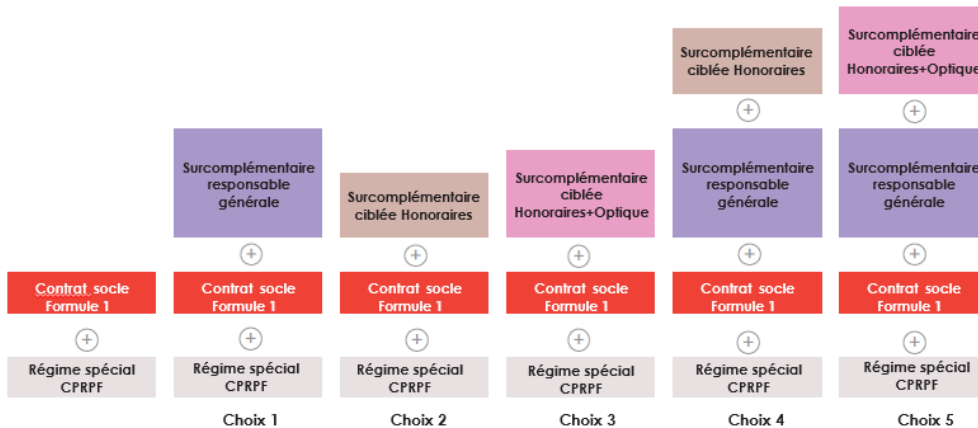 Surcomplémentaire
ciblée Honoraires
Surcomplémentaire
ciblée
Honoraires+Optique
Surcomplémentaire
responsable
générale
Surcomplémentaire
ciblée Honoraires
Surcomplémentaire
ciblée
Honoraires+Optique
Surcomplémentaire
responsable
générale
Surcomplémentaire
responsable
générale
Contrat socle
Formule 1
Contrat socle
Formule 1
Contrat socle
Formule 1
Contrat socle
Formule 1
Contrat socle
Formule 1
Contrat socle
Formule 1
Régime spécial
CPRPF
Régime spécial
CPRPF
Régime spécial
CPRPF
Régime spécial
CPRPF
Régime spécial
CPRPF
Régime spécial
CPRPF
Choix 1
Choix 2
Choix 3
Choix 4
Choix 5